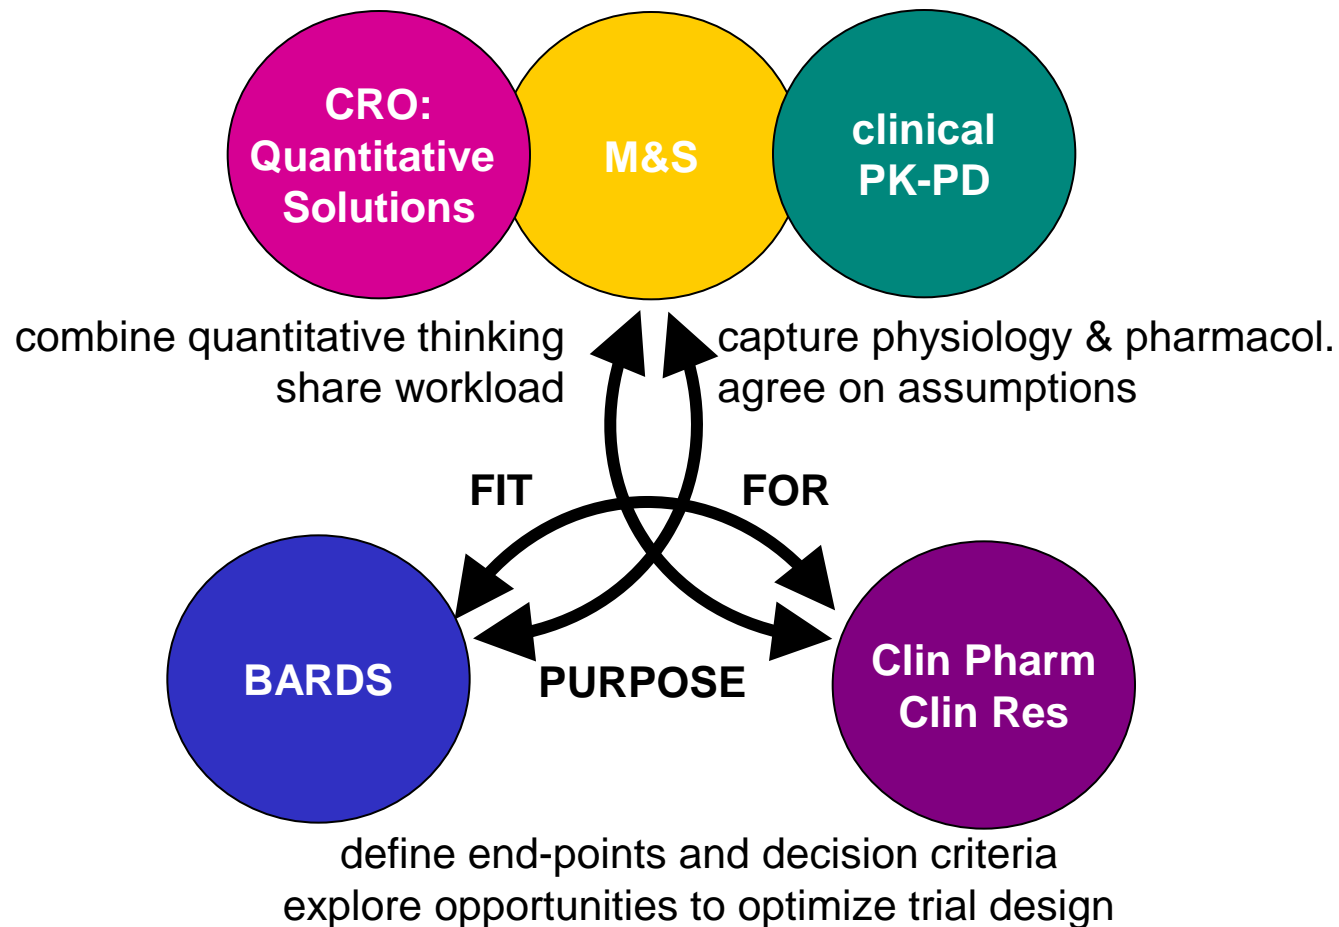 CRO:
Quantitative
Solutions
M&S
clinical
PK-PD
combine quantitative thinking
share workload
capture physiology & pharmacol.
agree on assumptions
FIT
FOR
BARDS
PURPOSE
Clin Pharm
Clin Res
define end-points and decision criteria
explore opportunities to optimize trial design